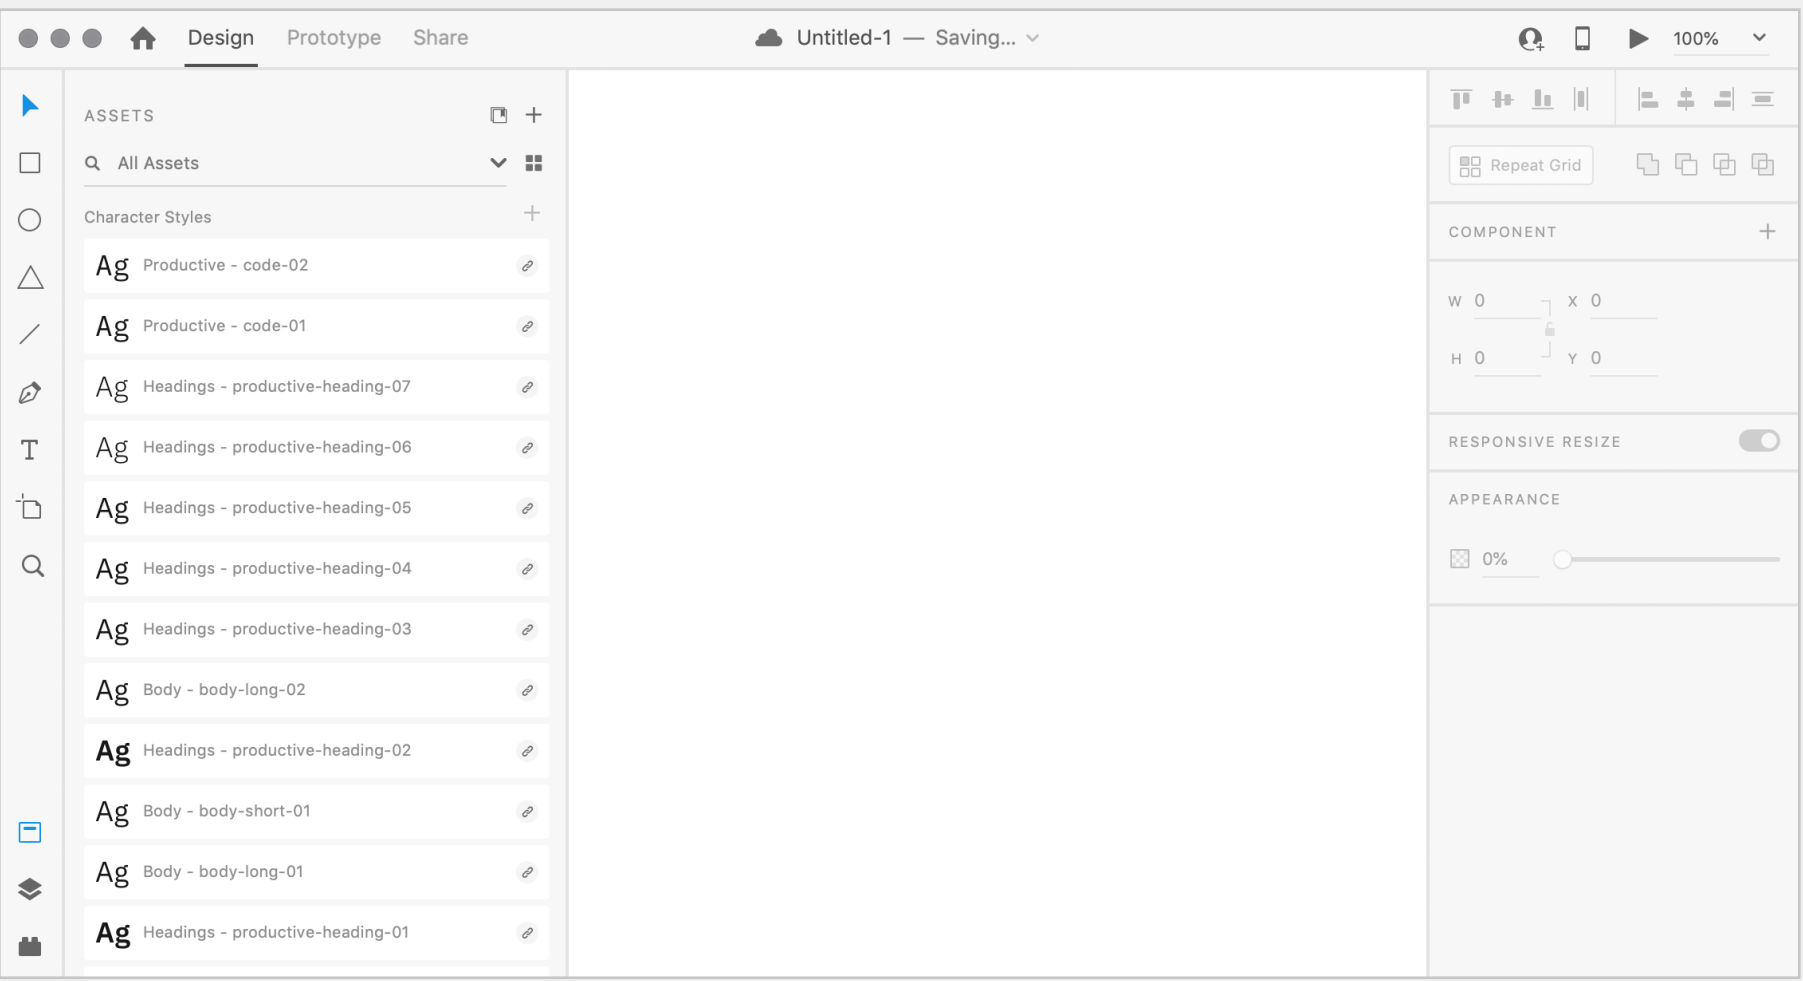 Design Prototype Share Untitled-1 — Saving... 100%
ASSETS
All Assets
Character Styles
Ag Productive - code-02
Ag Productive - code-01
Ag Headings - productive-heading-07
Ag Headings - productive-heading-06
Ag Headings - productive-heading-05
Ag Headings - productive-heading-04
Ag Headings - productive-heading-03
Ag Body - body-long-02
Ag Headings - productive-heading-02
Ag Body - body-short-01
Ag Body - body-long-01
Ag Headings - productive-heading-01
T
Repeat Grid
COMPONENT
W 0 X 0
H 0 Y 0
RESPONSIVE RESIZE
APPEARANCE
0%